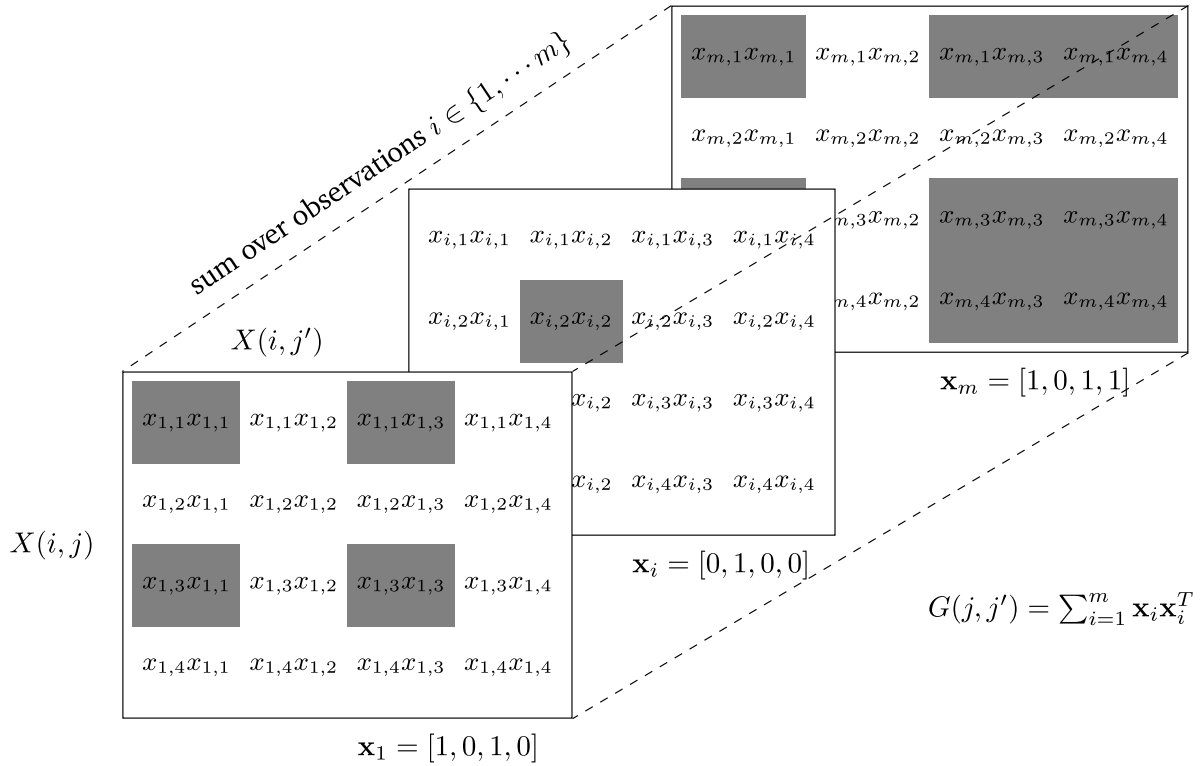 sum over observations i ∈ {1, ⋯ m}
x_{m,1}x_{m,1} x_{m,1}x_{m,2} x_{m,1}x_{m,3} x_{m,1}x_{m,4}
x_{m,2}x_{m,1} x_{m,2}x_{m,2} x_{m,2}x_{m,3} x_{m,2}x_{m,4}
x_{m,2} x_{m,3}x_{m,3} x_{m,3}x_{m,4}
x_{m,2} x_{m,4}x_{m,3} x_{m,4}x_{m,4}
𝐱_m = [1, 0, 1, 1]
x_{i,1}x_{i,1} x_{i,1}x_{i,2} x_{i,1}x_{i,3} x_{i,1}x_{i,4}
x_{i,2}x_{i,1} x_{i,2}x_{i,2} x_{i,2}x_{i,3} x_{i,2}x_{i,4}
x_{i,2} x_{i,3}x_{i,3} x_{i,3}x_{i,4}
x_{i,2} x_{i,4}x_{i,3} x_{i,4}x_{i,4}
𝐱_i = [0, 1, 0, 0]
X(i, j′)
X(i, j)
x_{1,1}x_{1,1} x_{1,1}x_{1,2} x_{1,1}x_{1,3} x_{1,1}x_{1,4}
x_{1,2}x_{1,1} x_{1,2}x_{1,2} x_{1,2}x_{1,3} x_{1,2}x_{1,4}
x_{1,3}x_{1,1} x_{1,3}x_{1,2} x_{1,3}x_{1,3} x_{1,3}x_{1,4}
x_{1,4}x_{1,1} x_{1,4}x_{1,2} x_{1,4}x_{1,3} x_{1,4}x_{1,4}
𝐱_1 = [1, 0, 1, 0]
G(j, j′) = ∑_{i=1}^{m} 𝐱_i𝐱_i^T